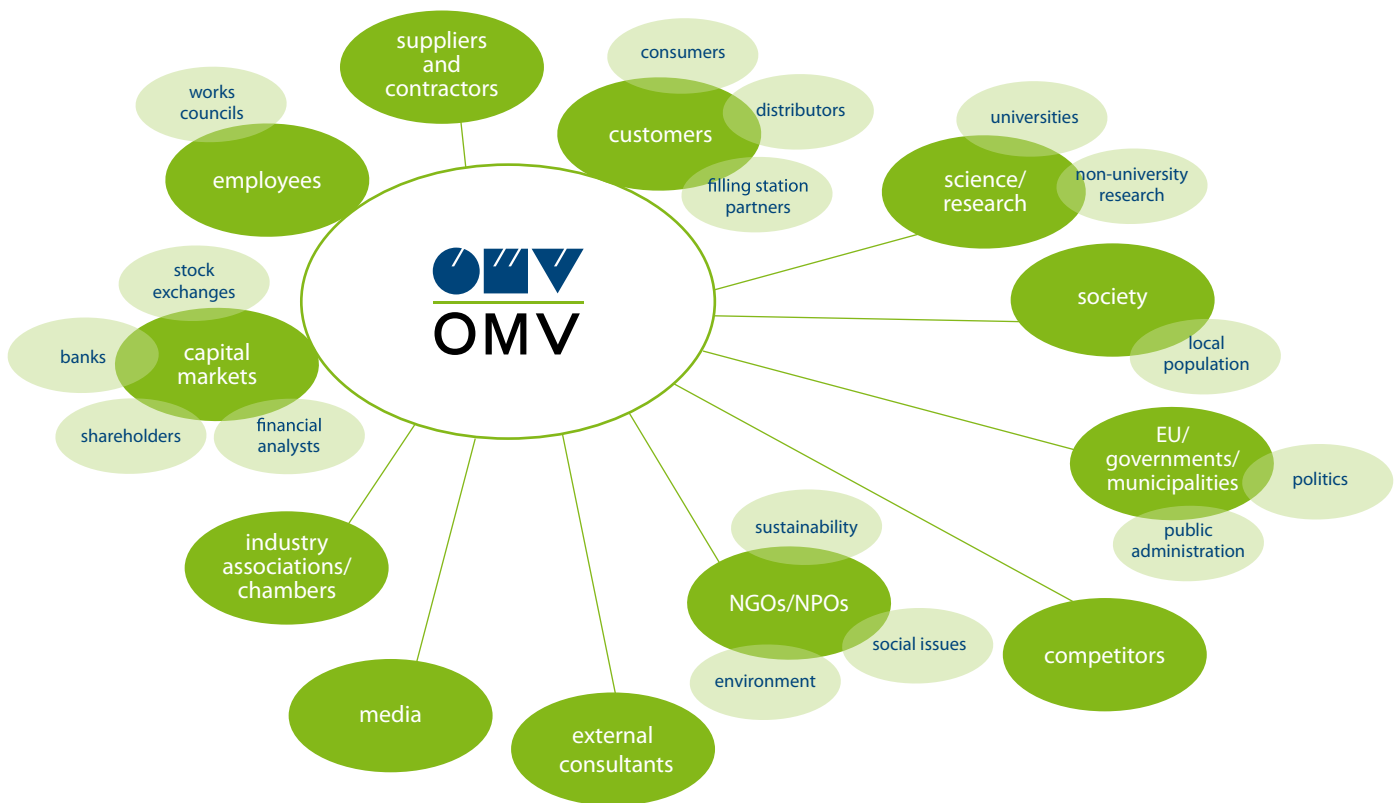 suppliers
and
contractors
consumers
distributors
customers
filling station
partners
works
councils
employees
universities
non-university
research
science/
research
society
local
population
stock
exchanges
banks
capital
markets
shareholders
financial
analysts
OMV
OMV
EU/
governments/
municipalities
politics
public
administration
industry
associations/
chambers
sustainability
NGOs/NPOs
social issues
environment
competitors
media
external
consultants